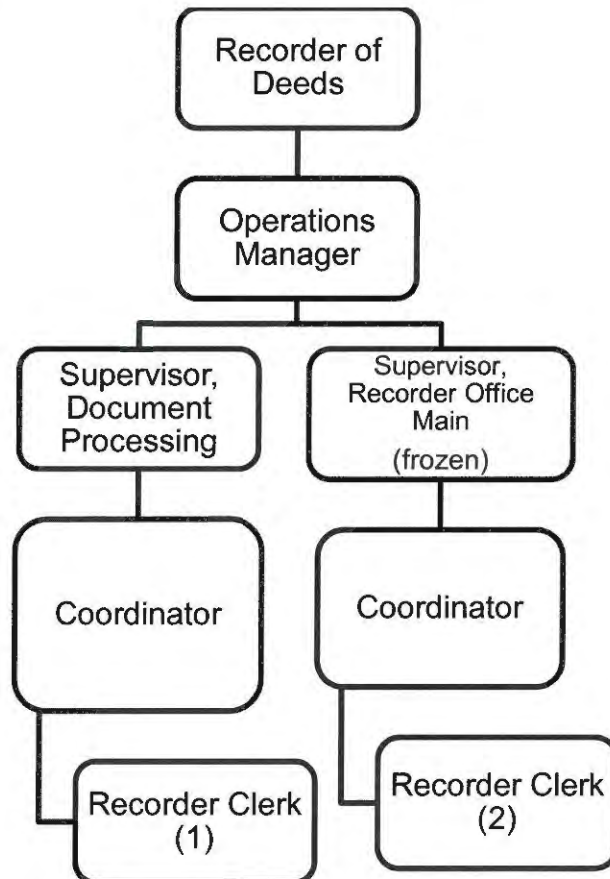 Recorder of
Deeds
Operations
Manager
Supervisor,
Document
Processing
Supervisor,
Recorder Office
Main
(frozen)
Coordinator
Coordinator
Recorder Clerk
(1)
Recorder Clerk
(2)